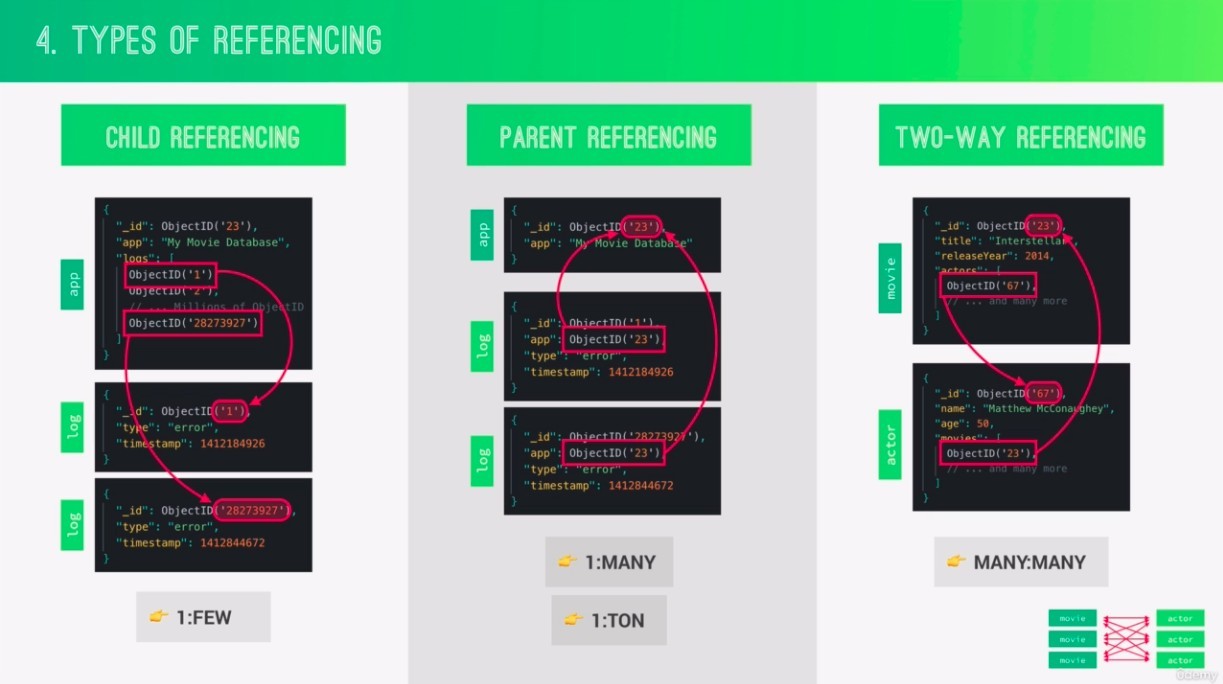 4. TYPES OF REFERENCING
CHILD REFERENCING
app
{
"_id": ObjectID('23'),
"app": "My Movie Database",
"logs": [
ObjectID('1')
ObjectID('2'),
// ... Millions of ObjectID
ObjectID('28273927')
]
}
log
{
"_id": ObjectID('1'),
"type": "error",
"timestamp": 1412184926
}
log
{
"_id": ObjectID('28273927'),
"type": "error",
"timestamp": 1412844672
}
👉 1:FEW
PARENT REFERENCING
app
{
"_id": ObjectID('23'),
"app": "My Movie Database"
}
log
{
"_id": ObjectID('1'),
"app": ObjectID('23'),
"type": "error",
"timestamp": 1412184926
}
log
{
"_id": ObjectID('28273927'),
"app": ObjectID('23'),
"type": "error",
"timestamp": 1412844672
}
👉 1:MANY
👉 1:TON
TWO-WAY REFERENCING
movie
{
"_id": ObjectID('23'),
"title": "Interstellar",
"releaseYear": 2014,
"actors": [
ObjectID('67'),
// ... and many more
]
}
actor
{
"_id": ObjectID('67'),
"name": "Matthew McConaughey",
"age": 50,
"movies": [
ObjectID('23'),
// ... and many more
]
}
👉 MANY:MANY
movie actor
movie actor
movie actor
Udemy